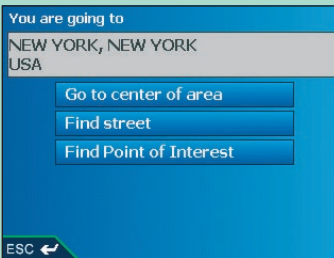 You are going to
NEW YORK, NEW YORK
USA
Go to center of area
Find street
Find Point of Interest
ESC